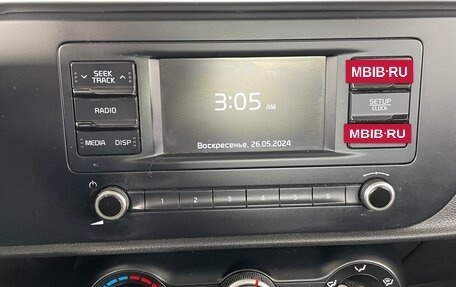 SEEK
TRACK
MBIB·RU
3:05 AM
RADIO
SETUP
CLOCK
MEDIA DISP
Воскресенье, 26.05.2024
MBIB·RU
1 2 3 4 5 6